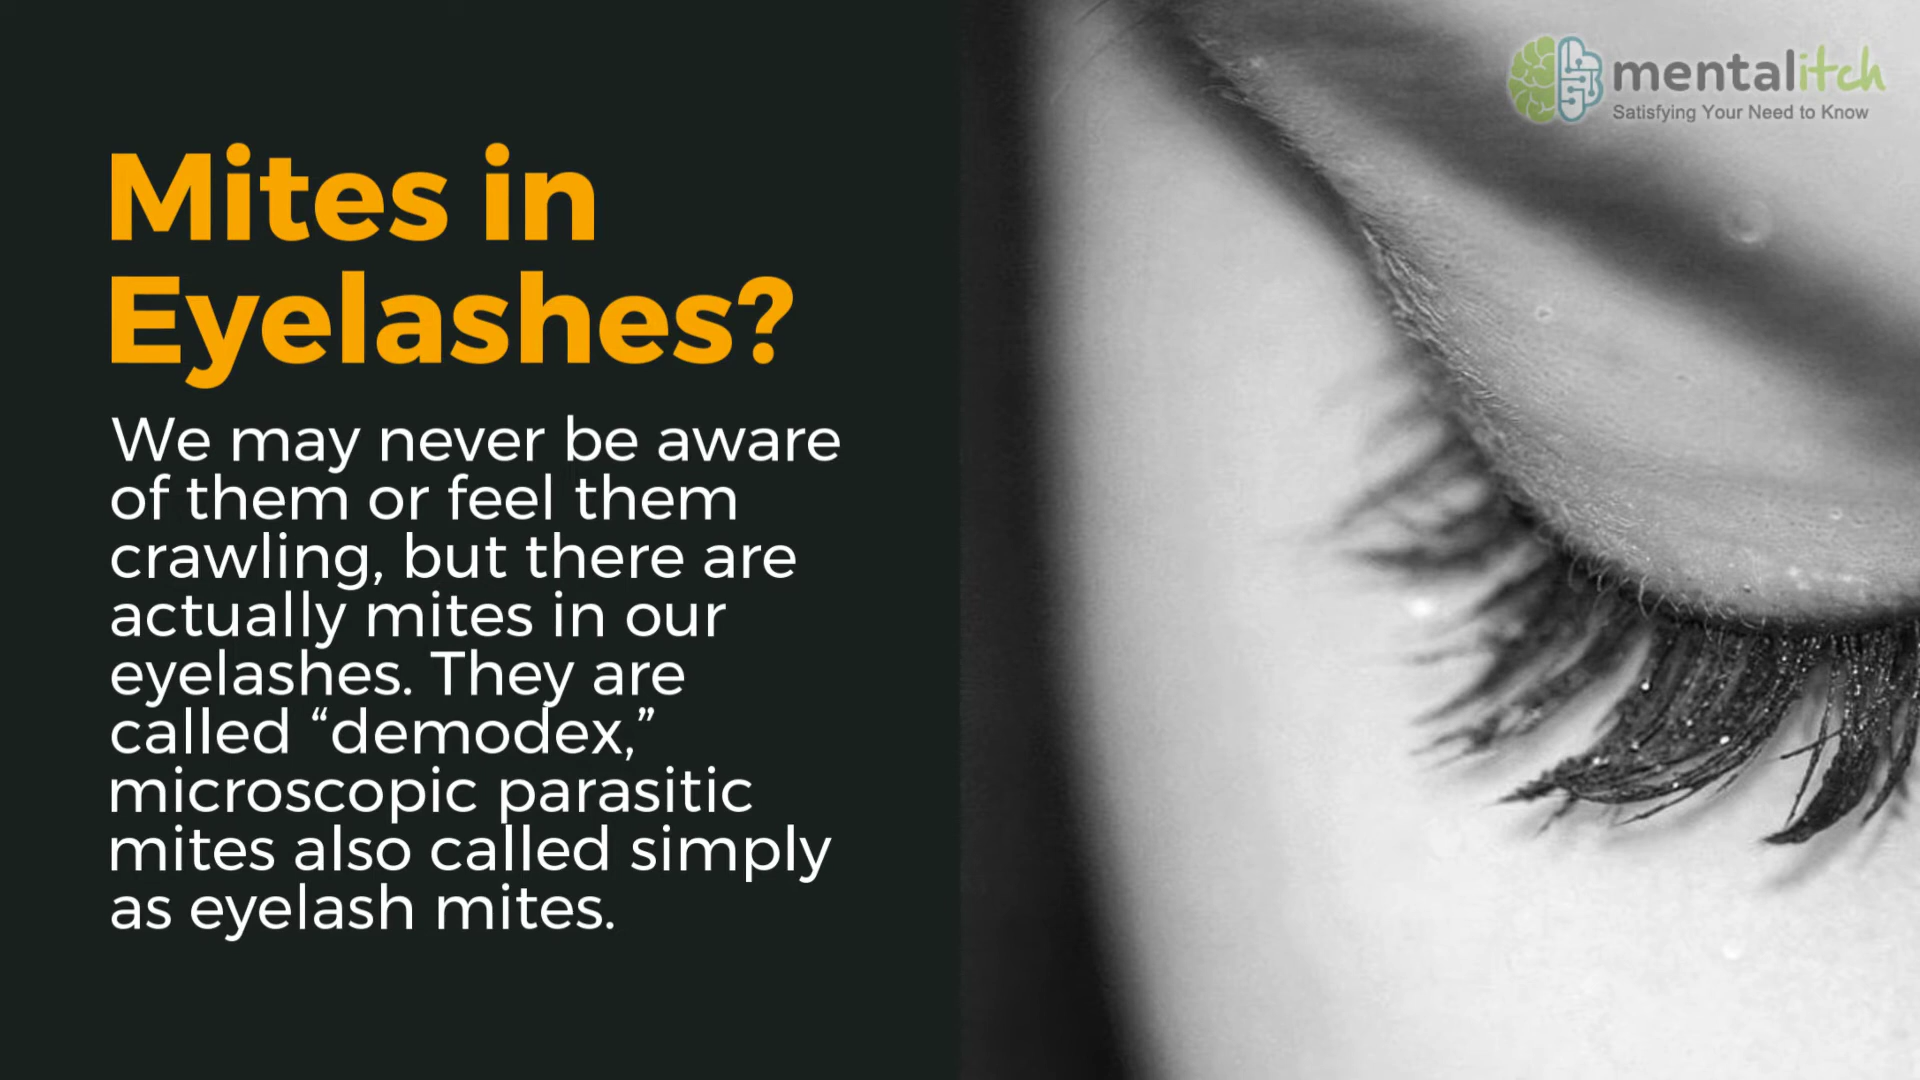 mentalitch
Satisfying Your Need to Know
Mites in
Eyelashes?
We may never be aware
of them or feel them
crawling, but there are
actually mites in our
eyelashes. They are
called “demodex,”
microscopic parasitic
mites also called simply
as eyelash mites.